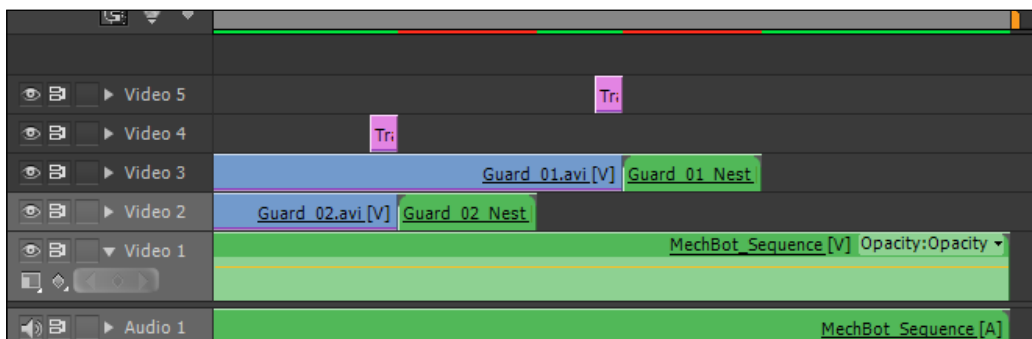 Video 5 Tri
Video 4 Tri
Video 3 Guard_01.avi [V] Guard_01_Nest
Video 2 Guard_02.avi [V] Guard_02_Nest
Video 1 MechBot_Sequence [V] Opacity:Opacity
Audio 1 MechBot_Sequence [A]